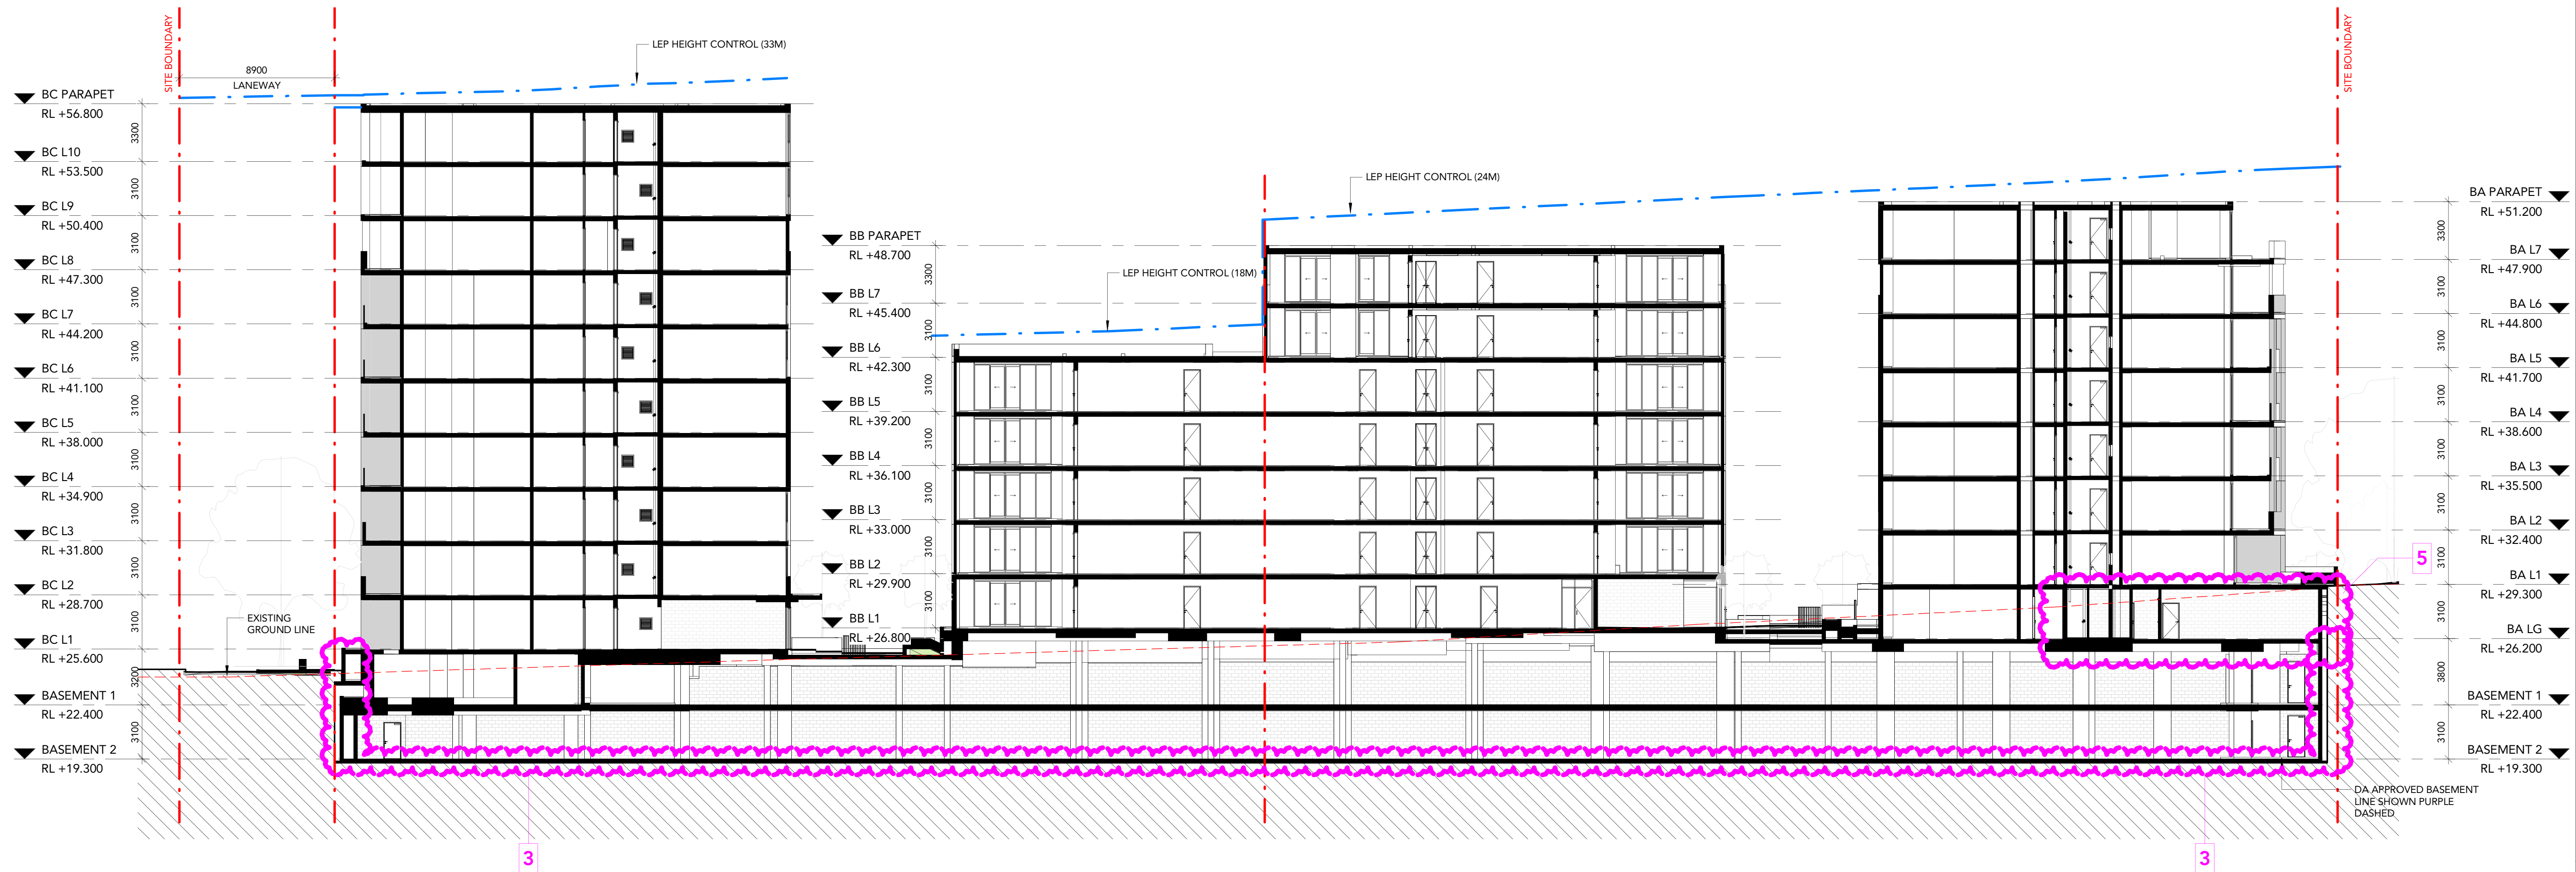 SITE BOUNDARY
8900
LANEWAY
LEP HEIGHT CONTROL (33M)
SITE BOUNDARY
BC PARAPET
RL +56.800
3300
BC L10
RL +53.500
3100
BC L9
RL +50.400
3100
BC L8
RL +47.300
3100
BC L7
RL +44.200
3100
BC L6
RL +41.100
3100
BC L5
RL +38.000
3100
BC L4
RL +34.900
3100
BC L3
RL +31.800
3100
BC L2
RL +28.700
3100
BC L1
RL +25.600
3200
BASEMENT 1
RL +22.400
3100
BASEMENT 2
RL +19.300
EXISTING
GROUND LINE
LEP HEIGHT CONTROL (24M)
LEP HEIGHT CONTROL (18M)
BB PARAPET
RL +48.700
3300
BB L7
RL +45.400
3100
BB L6
RL +42.300
3100
BB L5
RL +39.200
3100
BB L4
RL +36.100
3100
BB L3
RL +33.000
3100
BB L2
RL +29.900
3100
BB L1
RL +26.800
BA PARAPET
RL +51.200
3300
BA L7
RL +47.900
3100
BA L6
RL +44.800
3100
BA L5
RL +41.700
3100
BA L4
RL +38.600
3100
BA L3
RL +35.500
3100
BA L2
RL +32.400
3100
5
BA L1
RL +29.300
3100
BA LG
RL +26.200
3800
BASEMENT 1
RL +22.400
3100
BASEMENT 2
RL +19.300
DA APPROVED BASEMENT
LINE SHOWN PURPLE
DASHED
3
3